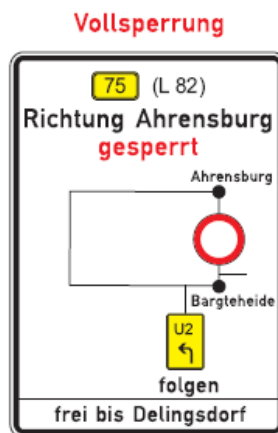 Vollsperrung
75 (L 82)
Richtung Ahrensburg
gesperrt
Ahrensburg
Bargteheide
U2
folgen
frei bis Delingsdorf